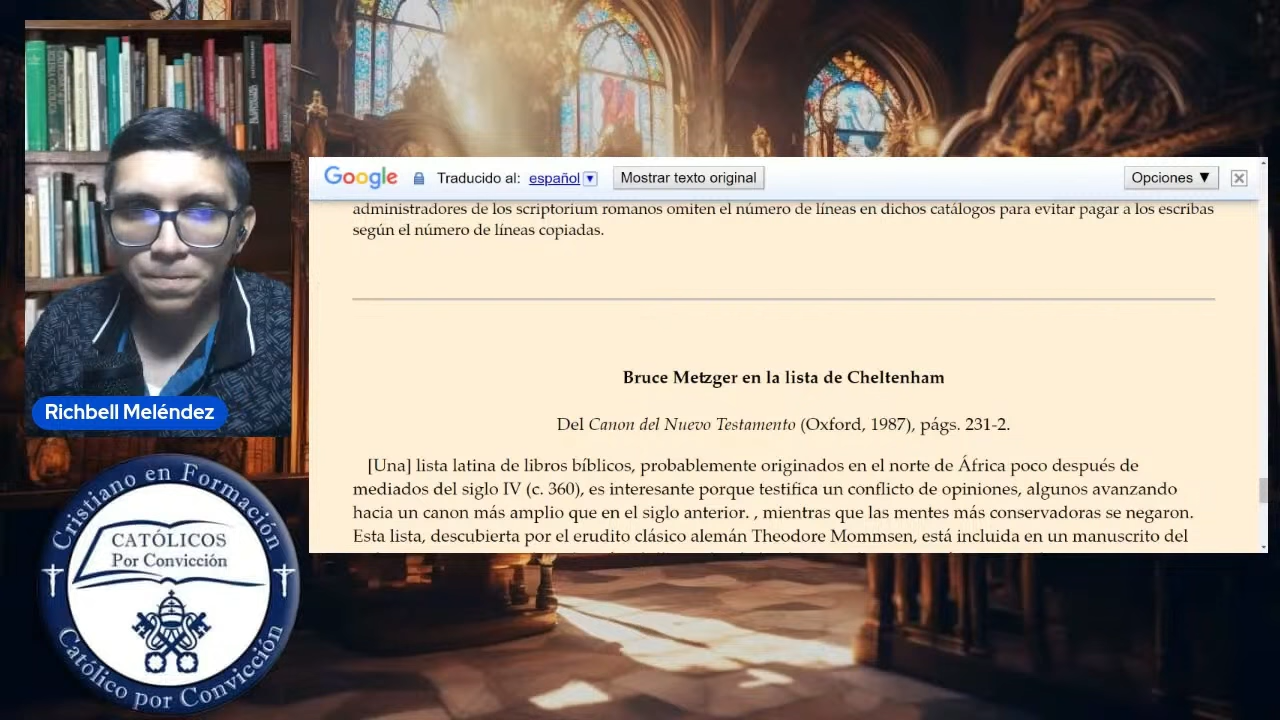 Google Traducido al: español ▼ Mostrar texto original Opciones ▼
administradores de los scriptorium romanos omiten el número de líneas en dichos catálogos para evitar pagar a los escribas
según el número de líneas copiadas.
Bruce Metzger en la lista de Cheltenham
Del Canon del Nuevo Testamento (Oxford, 1987), págs. 231-2.
[Una] lista latina de libros bíblicos, probablemente originados en el norte de África poco después de
mediados del siglo IV (c. 360), es interesante porque testifica un conflicto de opiniones, algunos avanzando
hacia un canon más amplio que en el siglo anterior. , mientras que las mentes más conservadoras se negaron.
Esta lista, descubierta por el erudito clásico alemán Theodore Mommsen, está incluida en un manuscrito del
Richbell Meléndez
Cristiano en Formación
CATÓLICOS
Por Convicción
Católico por Convicción